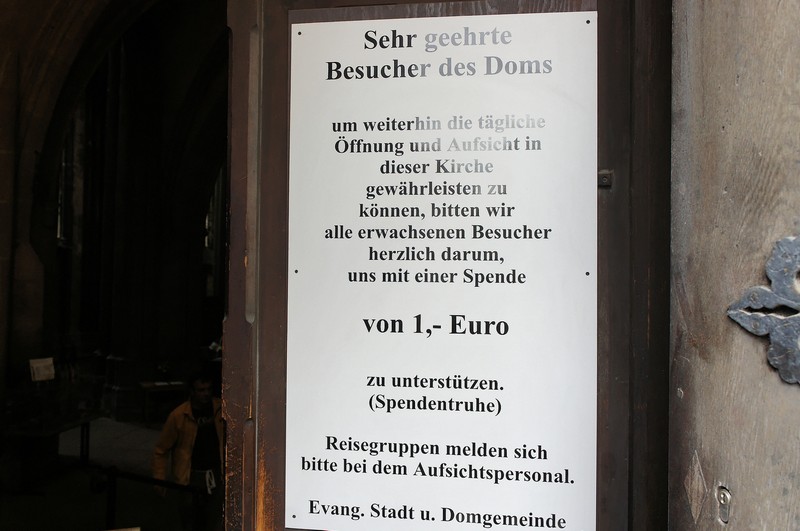 Sehr geehrte
Besucher des Doms
um weiterhin die tägliche
Öffnung und Aufsicht in
dieser Kirche
gewährleisten zu
können, bitten wir
alle erwachsenen Besucher
herzlich darum,
uns mit einer Spende
von 1,- Euro
zu unterstützen.
(Spendentruhe)
Reisegruppen melden sich
bitte bei dem Aufsichtspersonal.
Evang. Stadt u. Domgemeinde